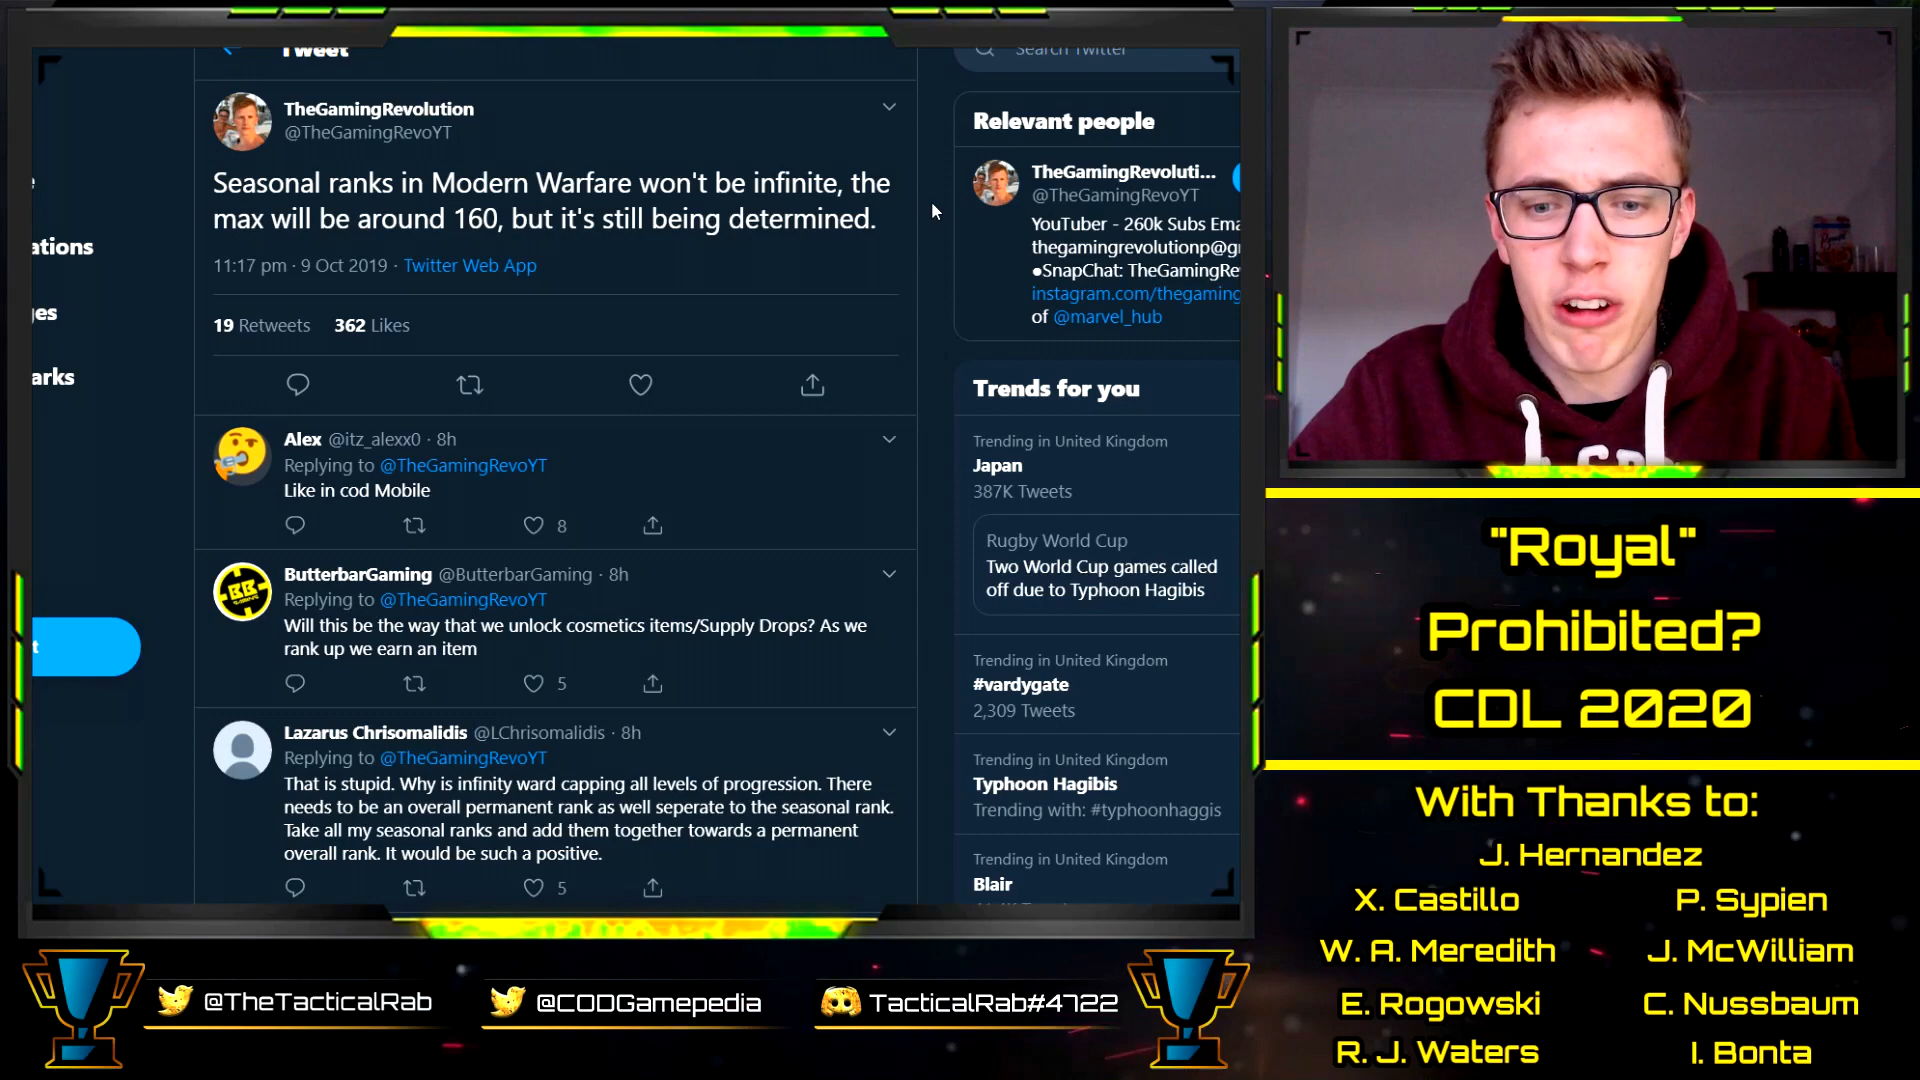 Tweet
Search Twitter
TheGamingRevolution
@TheGamingRevoYT
Seasonal ranks in Modern Warfare won't be infinite, the
max will be around 160, but it's still being determined.
11:17 pm · 9 Oct 2019 · Twitter Web App
19 Retweets 362 Likes
Alex @itz_alexx0 · 8h
Replying to @TheGamingRevoYT
Like in cod Mobile
8
ButterbarGaming @ButterbarGaming · 8h
Replying to @TheGamingRevoYT
Will this be the way that we unlock cosmetics items/Supply Drops? As we
rank up we earn an item
5
Lazarus Chrisomalidis @LChrisomalidis · 8h
Replying to @TheGamingRevoYT
That is stupid. Why is infinity ward capping all levels of progression. There
needs to be an overall permanent rank as well seperate to the seasonal rank.
Take all my seasonal ranks and add them together towards a permanent
overall rank. It would be such a positive.
5
ations
ges
arks
t
Relevant people
TheGamingRevoluti...
@TheGamingRevoYT
YouTuber - 260k Subs Ema
thegamingrevolutionp@g
●SnapChat: TheGamingRe
instagram.com/thegaming
of @marvel_hub
Trends for you
Trending in United Kingdom
Japan
387K Tweets
Rugby World Cup
Two World Cup games called
off due to Typhoon Hagibis
Trending in United Kingdom
#vardygate
2,309 Tweets
Trending in United Kingdom
Typhoon Hagibis
Trending with: #typhoonhaggis
Trending in United Kingdom
Blair
"Royal"
Prohibited?
CDL 2020
With Thanks to:
J. Hernandez
X. Castillo P. Sypien
W. A. Meredith J. McWilliam
E. Rogowski C. Nussbaum
R. J. Waters I. Bonta
@TheTacticalRab @CODGamepedia TacticalRab#4722